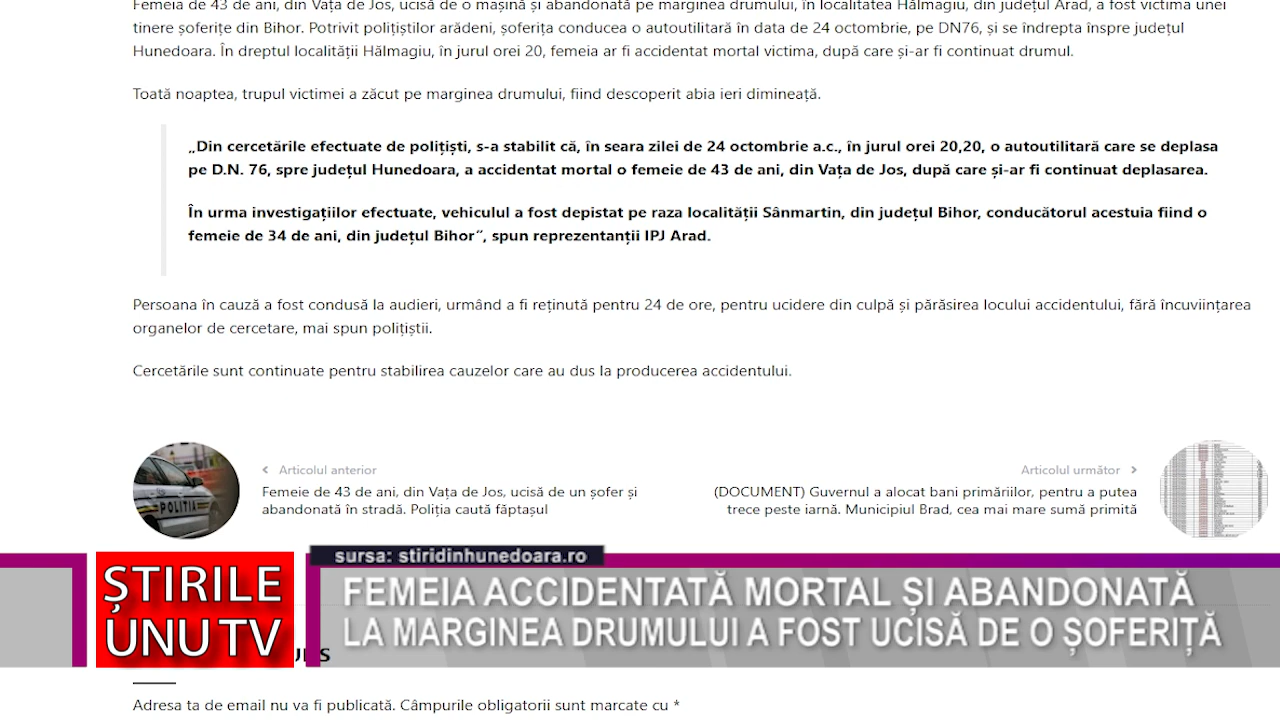 Femeia de 43 de ani, din Vața de Jos, ucisă de o mașină și abandonată pe marginea drumului, în localitatea Hălmagiu, din județul Arad, a fost victima unei
tinere șoferițe din Bihor. Potrivit polițiștilor arădeni, șoferița conducea o autoutilitară în data de 24 octombrie, pe DN76, și se îndrepta înspre județul
Hunedoara. În dreptul localității Hălmagiu, în jurul orei 20, femeia ar fi accidentat mortal victima, după care și-ar fi continuat drumul.
Toată noaptea, trupul victimei a zăcut pe marginea drumului, fiind descoperit abia ieri dimineață.
„Din cercetările efectuate de polițiști, s-a stabilit că, în seara zilei de 24 octombrie a.c., în jurul orei 20,20, o autoutilitară care se deplasa
pe D.N. 76, spre județul Hunedoara, a accidentat mortal o femeie de 43 de ani, din Vața de Jos, după care și-ar fi continuat deplasarea.
În urma investigațiilor efectuate, vehiculul a fost depistat pe raza localității Sânmartin, din județul Bihor, conducătorul acestuia fiind o
femeie de 34 de ani, din județul Bihor”, spun reprezentanții IPJ Arad.
Persoana în cauză a fost condusă la audieri, urmând a fi reținută pentru 24 de ore, pentru ucidere din culpă și părăsirea locului accidentului, fără încuviințarea
organelor de cercetare, mai spun polițiștii.
Cercetările sunt continuate pentru stabilirea cauzelor care au dus la producerea accidentului.
POLITIA
Articolul anterior
Femeie de 43 de ani, din Vața de Jos, ucisă de un șofer și
abandonată în stradă. Poliția caută făptașul
Articolul următor
(DOCUMENT) Guvernul a alocat bani primăriilor, pentru a putea
trece peste iarnă. Municipiul Brad, cea mai mare sumă primită
sursa: stiridinhunedoara.ro
ȘTIRILE
UNU TV
FEMEIA ACCIDENTATĂ MORTAL ȘI ABANDONATĂ
LA MARGINEA DRUMULUI A FOST UCISĂ DE O ȘOFERIȚĂ
Adresa ta de email nu va fi publicată. Câmpurile obligatorii sunt marcate cu *